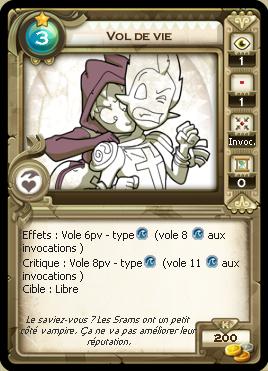 3
VOL DE VIE
1
1
Invoc.
0
Effets : Vole 6pv - type (vole 8 aux
invocations )
Critique : Vole 8pv - type (vole 11 aux
invocations )
Cible : Libre
Le saviez-vous ? Les Srams ont un petit
côté vampire. Ça ne va pas améliorer leur
réputation.
K
200